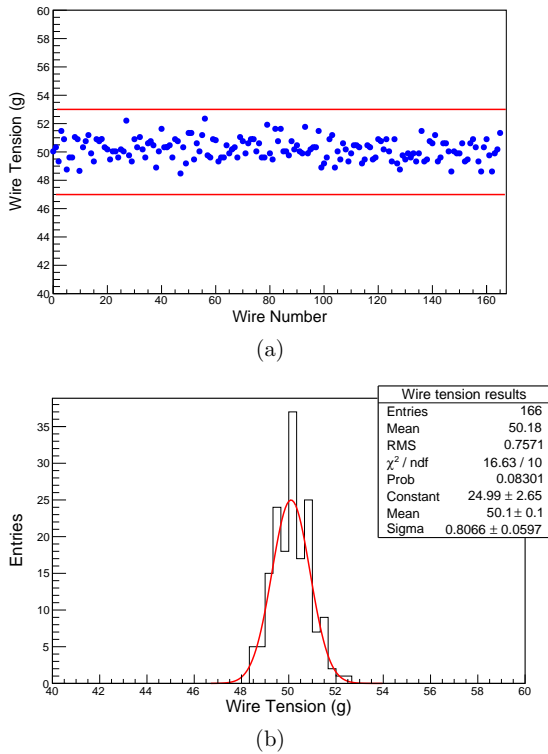 60
58
56
54
52
50
48
46
44
42
40
Wire Tension (g)
0 20 40 60 80 100 120 140 160
Wire Number
(a)
Wire tension results
Entries 166
Mean 50.18
RMS 0.7571
χ² / ndf 16.63 / 10
Prob 0.08301
Constant 24.99 ± 2.65
Mean 50.1 ± 0.1
Sigma 0.8066 ± 0.0597
35
30
25
20
15
10
5
0
Entries
40 42 44 46 48 50 52 54 56 58 60
Wire Tension (g)
(b)